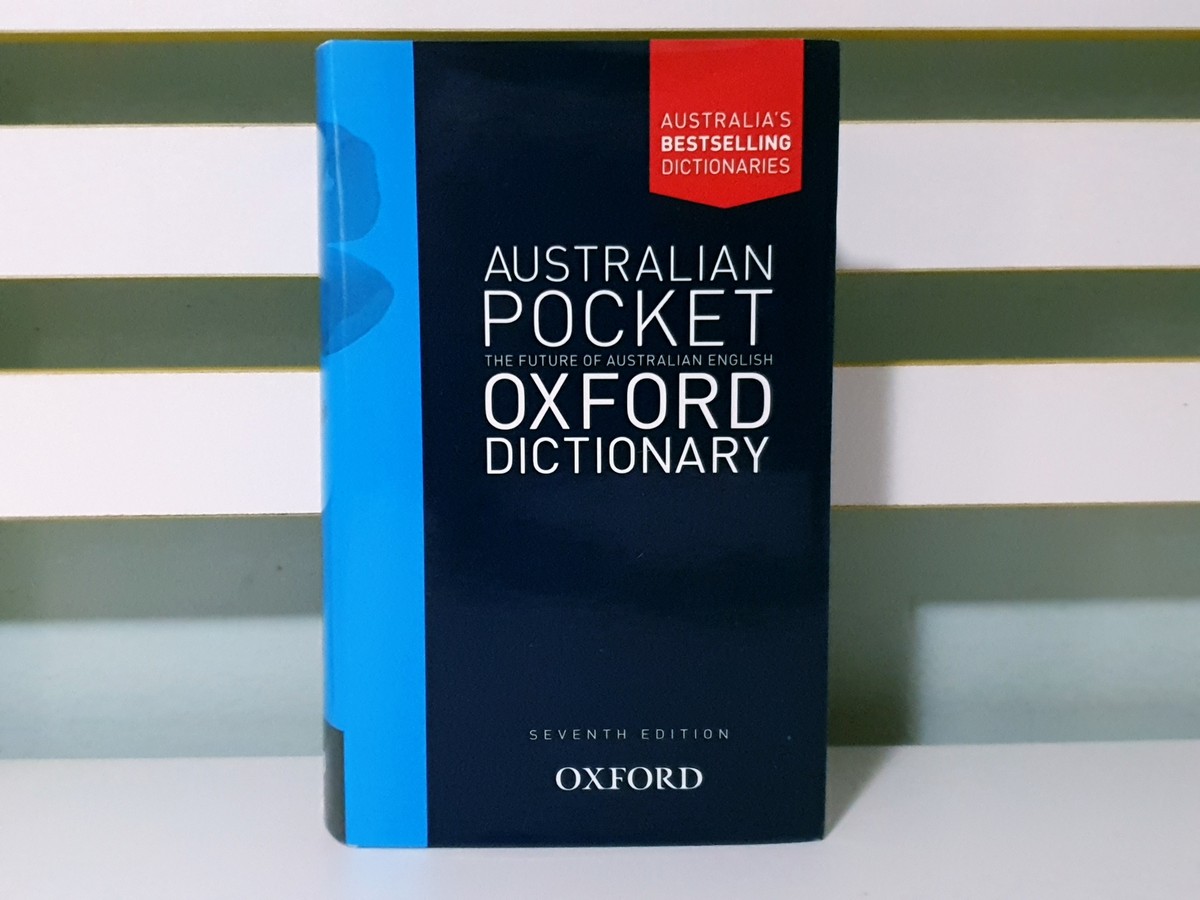 AUSTRALIA'S
BESTSELLING
DICTIONARIES
AUSTRALIAN
POCKET
THE FUTURE OF AUSTRALIAN ENGLISH
OXFORD
DICTIONARY
SEVENTH EDITION
OXFORD